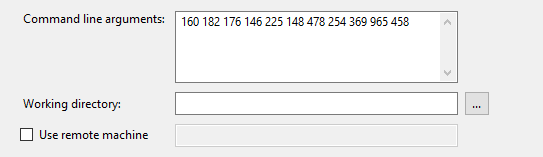 Command line arguments: 160 182 176 146 225 148 478 254 369 965 458
Working directory: ...
Use remote machine